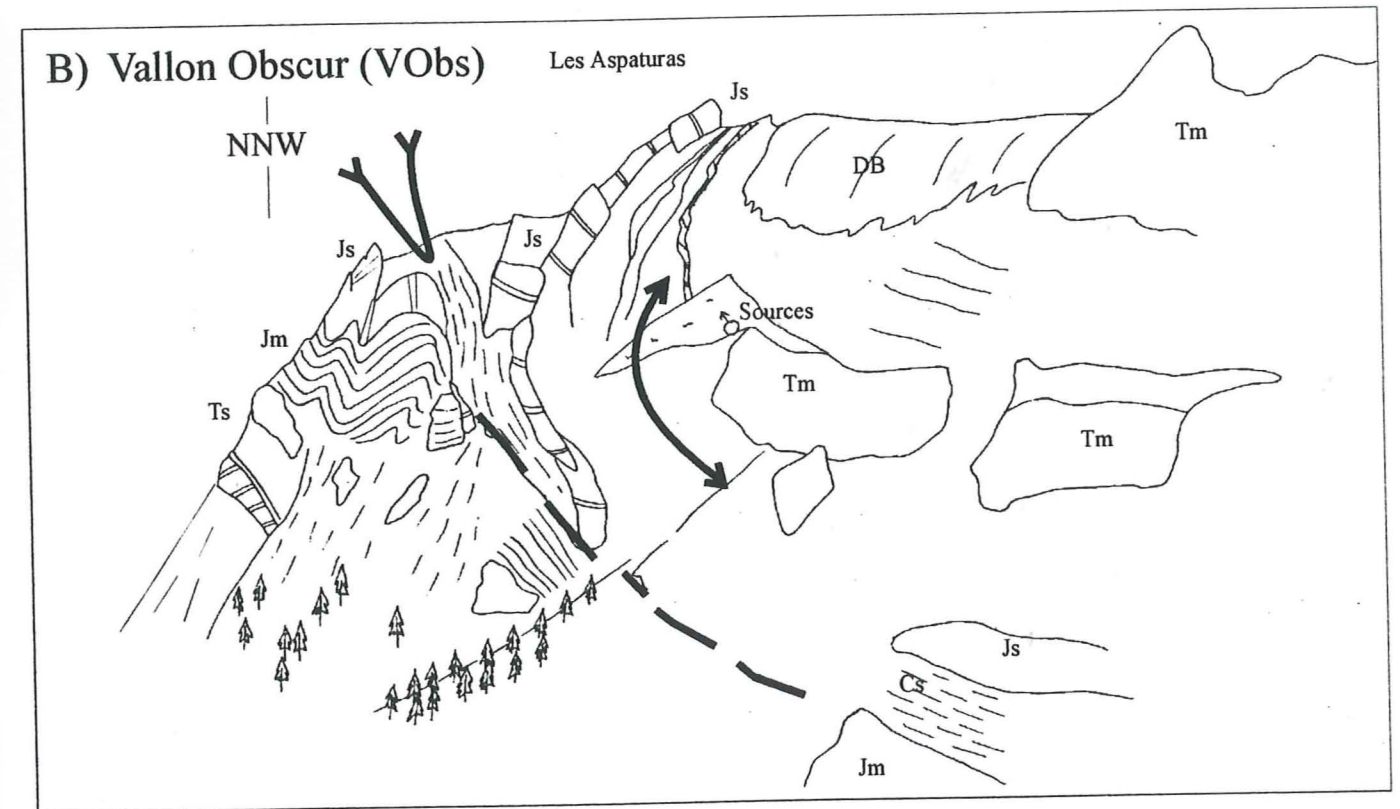 B) Vallon Obscur (VObs)
Les Aspaturas
NNW
Js
Tm
DB
Js
Js
Jm
Sources
Ts
Tm
Tm
Js
Cs
Jm